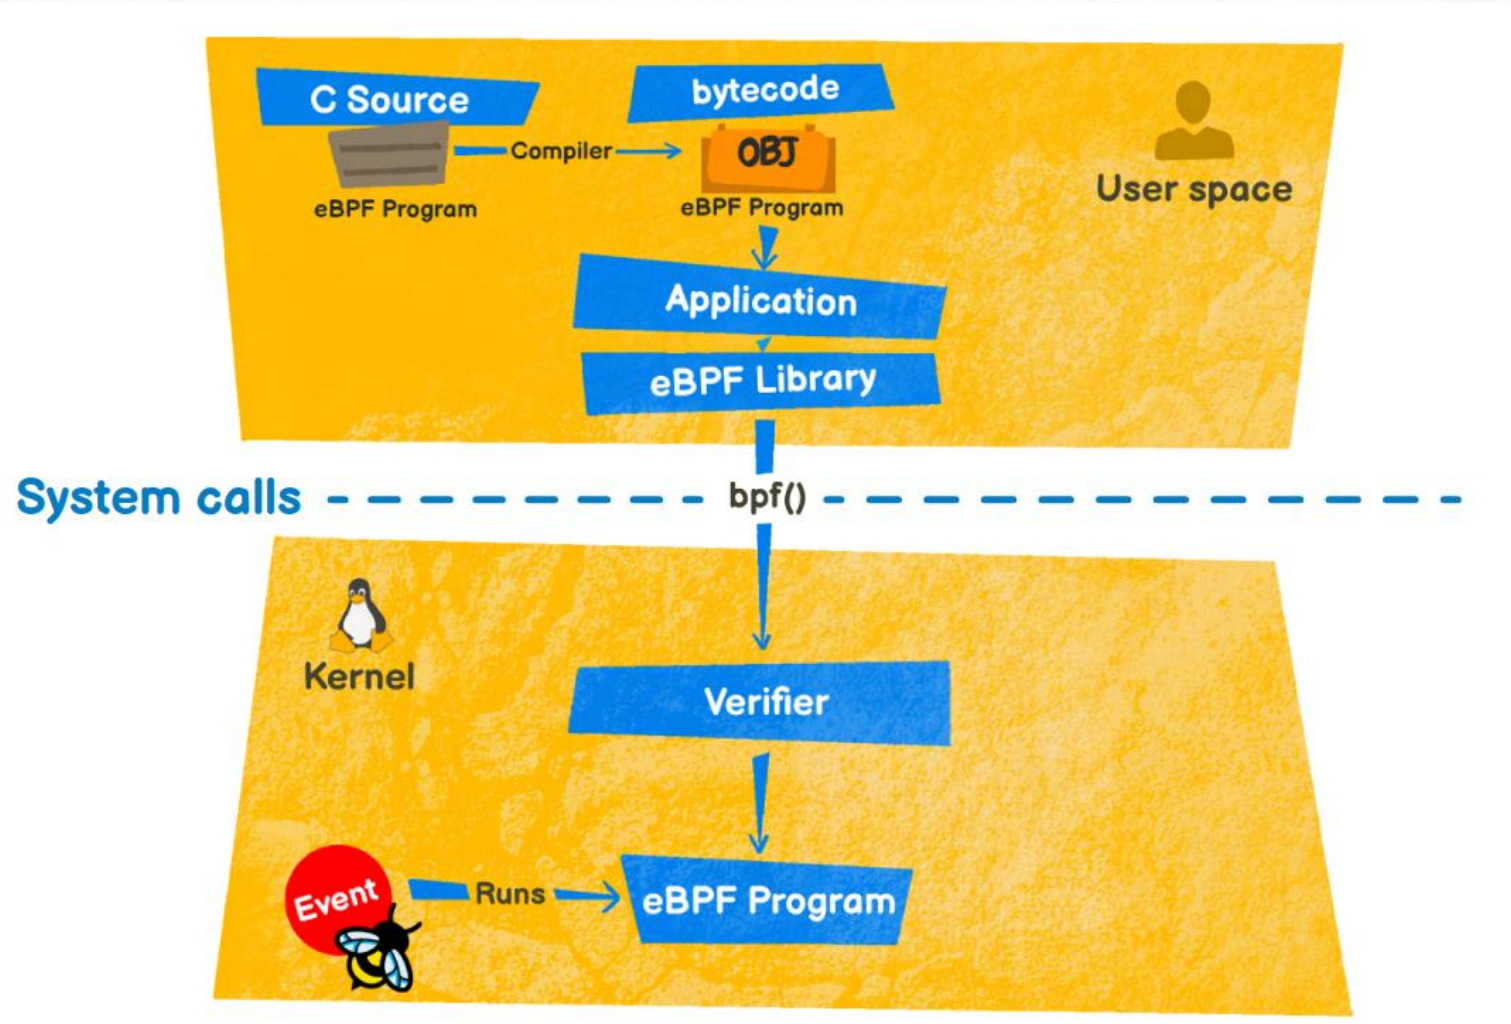 C Source
bytecode
Compiler
OBJ
eBPF Program
eBPF Program
User space
Application
eBPF Library
System calls
bpf()
Kernel
Verifier
Event
Runs
eBPF Program